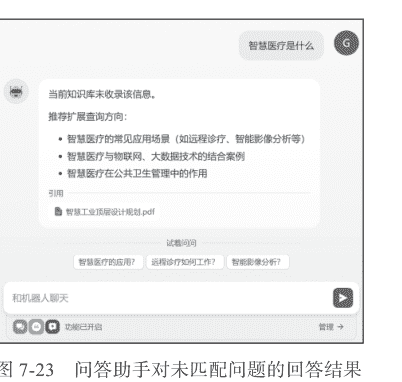 智慧医疗是什么
G
当前知识库未收录该信息。
推荐扩展查询方向：
• 智慧医疗的常见应用场景（如远程诊疗、智能影像分析等）
• 智慧医疗与物联网、大数据技术的结合案例
• 智慧医疗在公共卫生管理中的作用
引用
智慧工业顶层设计规划.pdf
试着问问
智慧医疗的应用? 远程诊疗如何工作? 智能影像分析?
和机器人聊天
功能已开启 管理 →
图 7-23 问答助手对未匹配问题的回答结果